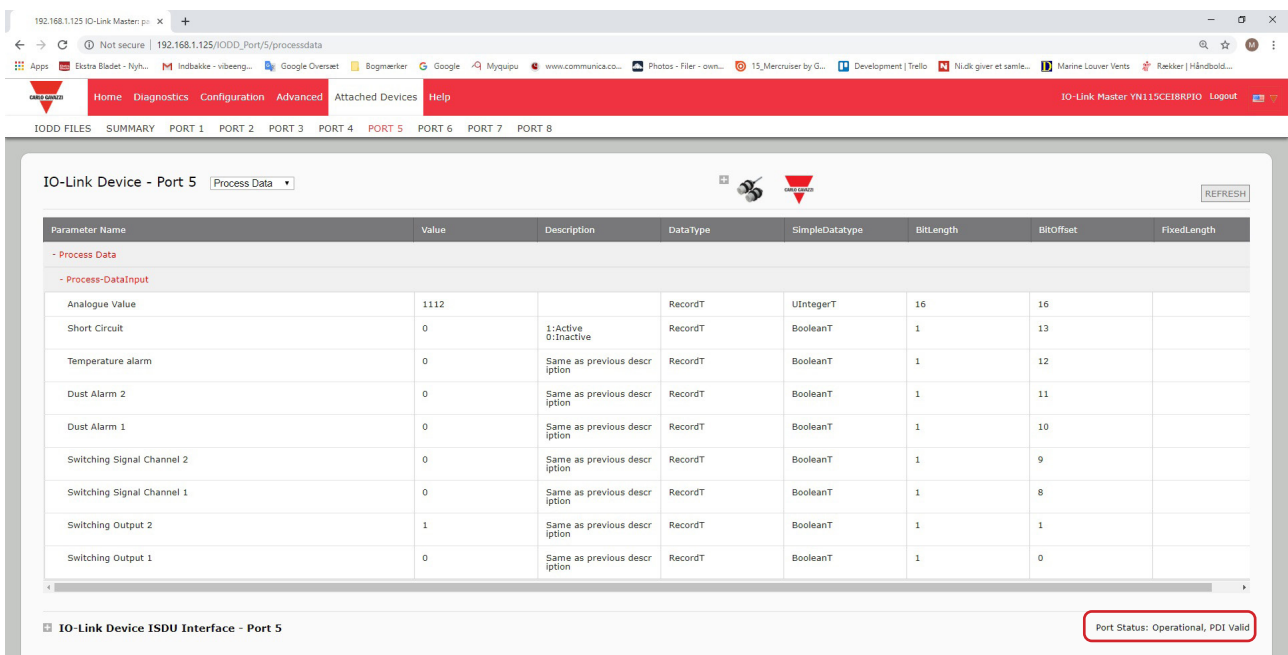 192.168.1.125 IO-Link Master: po
Not secure | 192.168.1.125/IODD_Port/5/processdata
M
Apps Ekstra Bladet - Nyh... Indbakke - vibeeng... Google Oversæt Bogmærker Google Myquipu www.communica.co... Photos - Filer - own... 15_Mercruiser by G... Development | Trello Ni.dk giver et samle... Marine Louver Vents Rækker | Håndbold....
CARLO GAVAZZI
Home Diagnostics Configuration Advanced Attached Devices Help
IO-Link Master YN115CEI8RPIO Logout
IODD FILES SUMMARY PORT 1 PORT 2 PORT 3 PORT 4 PORT 5 PORT 6 PORT 7 PORT 8
IO-Link Device - Port 5 Process Data
CARLO GAVAZZI
REFRESH
Parameter Name Value Description DataType SimpleDatatype BitLength BitOffset FixedLength
- Process Data
- Process-DataInput
Analogue Value 1112 RecordT UIntegerT 16 16
Short Circuit 0 1:Active RecordT BooleanT 1 13
0:Inactive
Temperature alarm 0 Same as previous descr RecordT BooleanT 1 12
iption
Dust Alarm 2 0 Same as previous descr RecordT BooleanT 1 11
iption
Dust Alarm 1 0 Same as previous descr RecordT BooleanT 1 10
iption
Switching Signal Channel 2 0 Same as previous descr RecordT BooleanT 1 9
iption
Switching Signal Channel 1 0 Same as previous descr RecordT BooleanT 1 8
iption
Switching Output 2 1 Same as previous descr RecordT BooleanT 1 1
iption
Switching Output 1 0 Same as previous descr RecordT BooleanT 1 0
iption
IO-Link Device ISDU Interface - Port 5
Port Status: Operational, PDI Valid